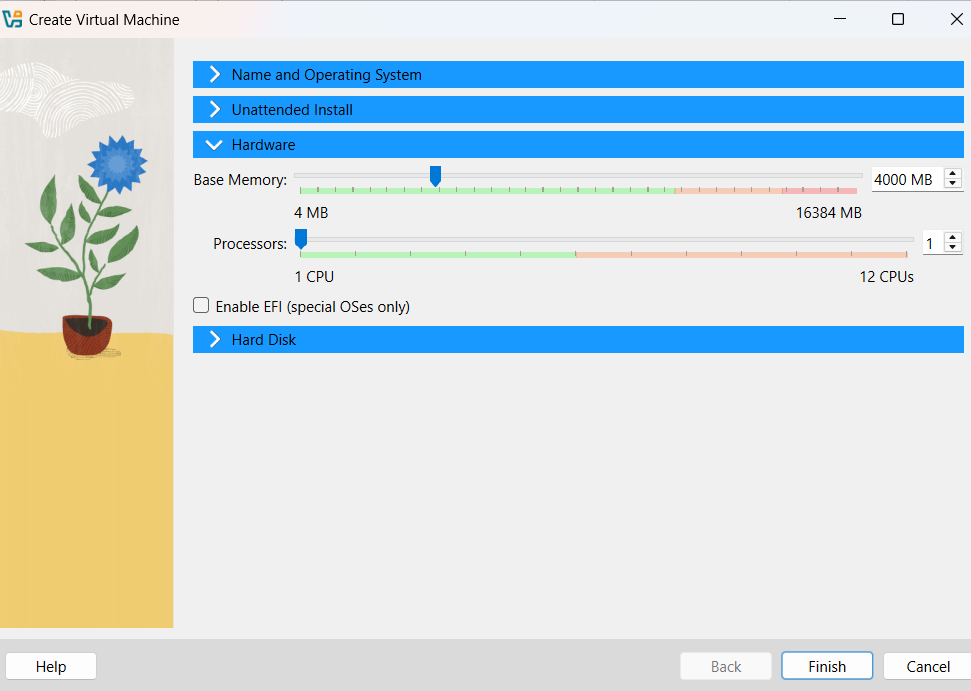 Create Virtual Machine
Name and Operating System
Unattended Install
Hardware
Base Memory: 4000 MB
4 MB 16384 MB
Processors: 1
1 CPU 12 CPUs
Enable EFI (special OSes only)
Hard Disk
Help Back Finish Cancel